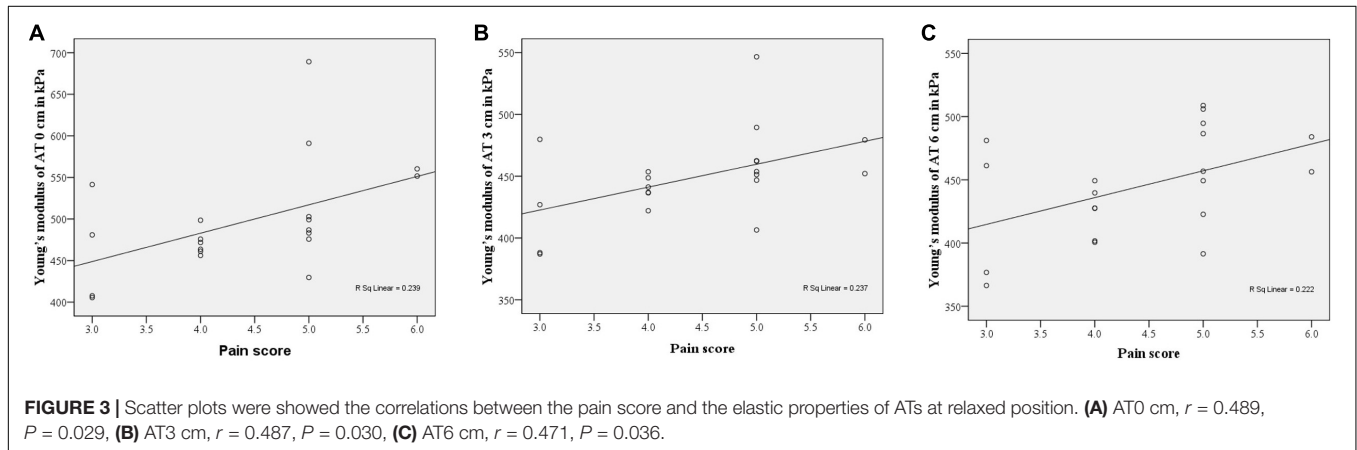 A
Young's modulus of AT 0 cm in kPa
700
650
600
550
500
450
400
3.0 3.5 4.0 4.5 5.0 5.5 6.0
Pain score
R Sq Linear = 0.239
B
Young's modulus of AT 3 cm in kPa
550
500
450
400
350
3.0 3.5 4.0 4.5 5.0 5.5 6.0
Pain score
R Sq Linear = 0.237
C
Young's modulus of AT 6 cm in kPa
550
500
450
400
350
3.0 3.5 4.0 4.5 5.0 5.5 6.0
Pain score
R Sq Linear = 0.222
FIGURE 3 | Scatter plots were showed the correlations between the pain score and the elastic properties of ATs at relaxed position. (A) AT0 cm, r = 0.489,
P = 0.029, (B) AT3 cm, r = 0.487, P = 0.030, (C) AT6 cm, r = 0.471, P = 0.036.